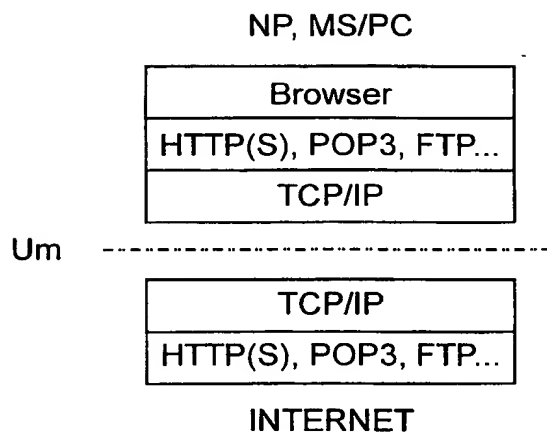 NP, MS/PC
Browser
HTTP(S), POP3, FTP...
TCP/IP
Um
TCP/IP
HTTP(S), POP3, FTP...
INTERNET